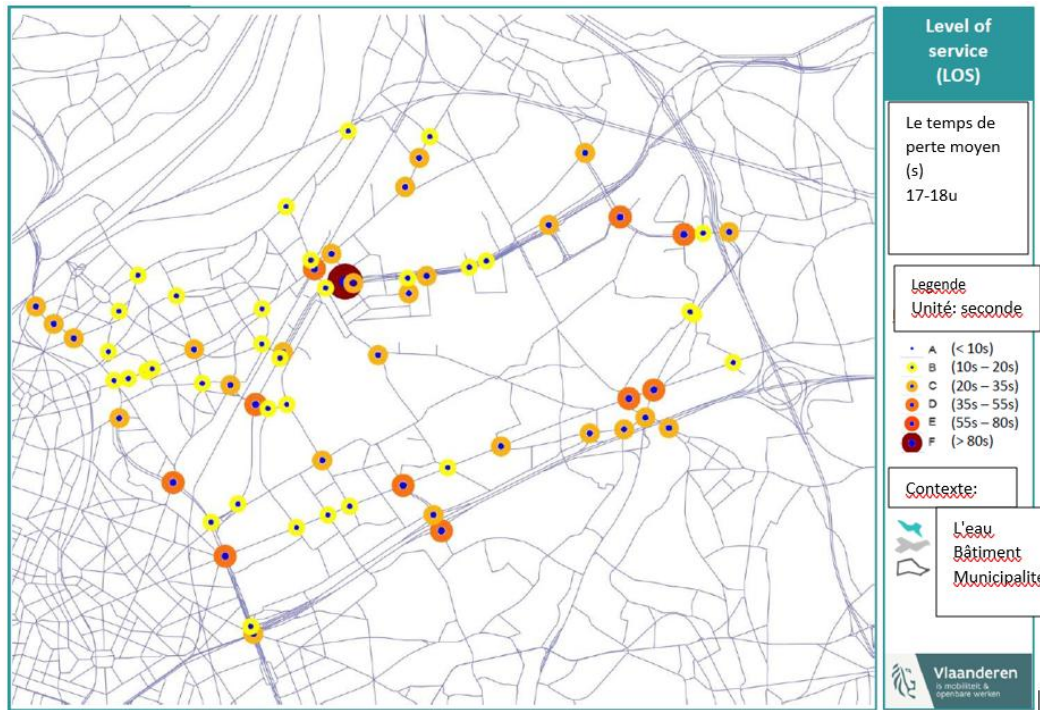 Level of
service
(LOS)
Le temps de
perte moyen
(s)
17-18u
Legende
Unité: seconde
A (< 10s)
B (10s – 20s)
C (20s – 35s)
D (35s – 55s)
E (55s – 80s)
F (> 80s)
Contexte:
L'eau
Bâtiment
Municipalité
Vlaanderen
is mobiliteit &
openbare werken